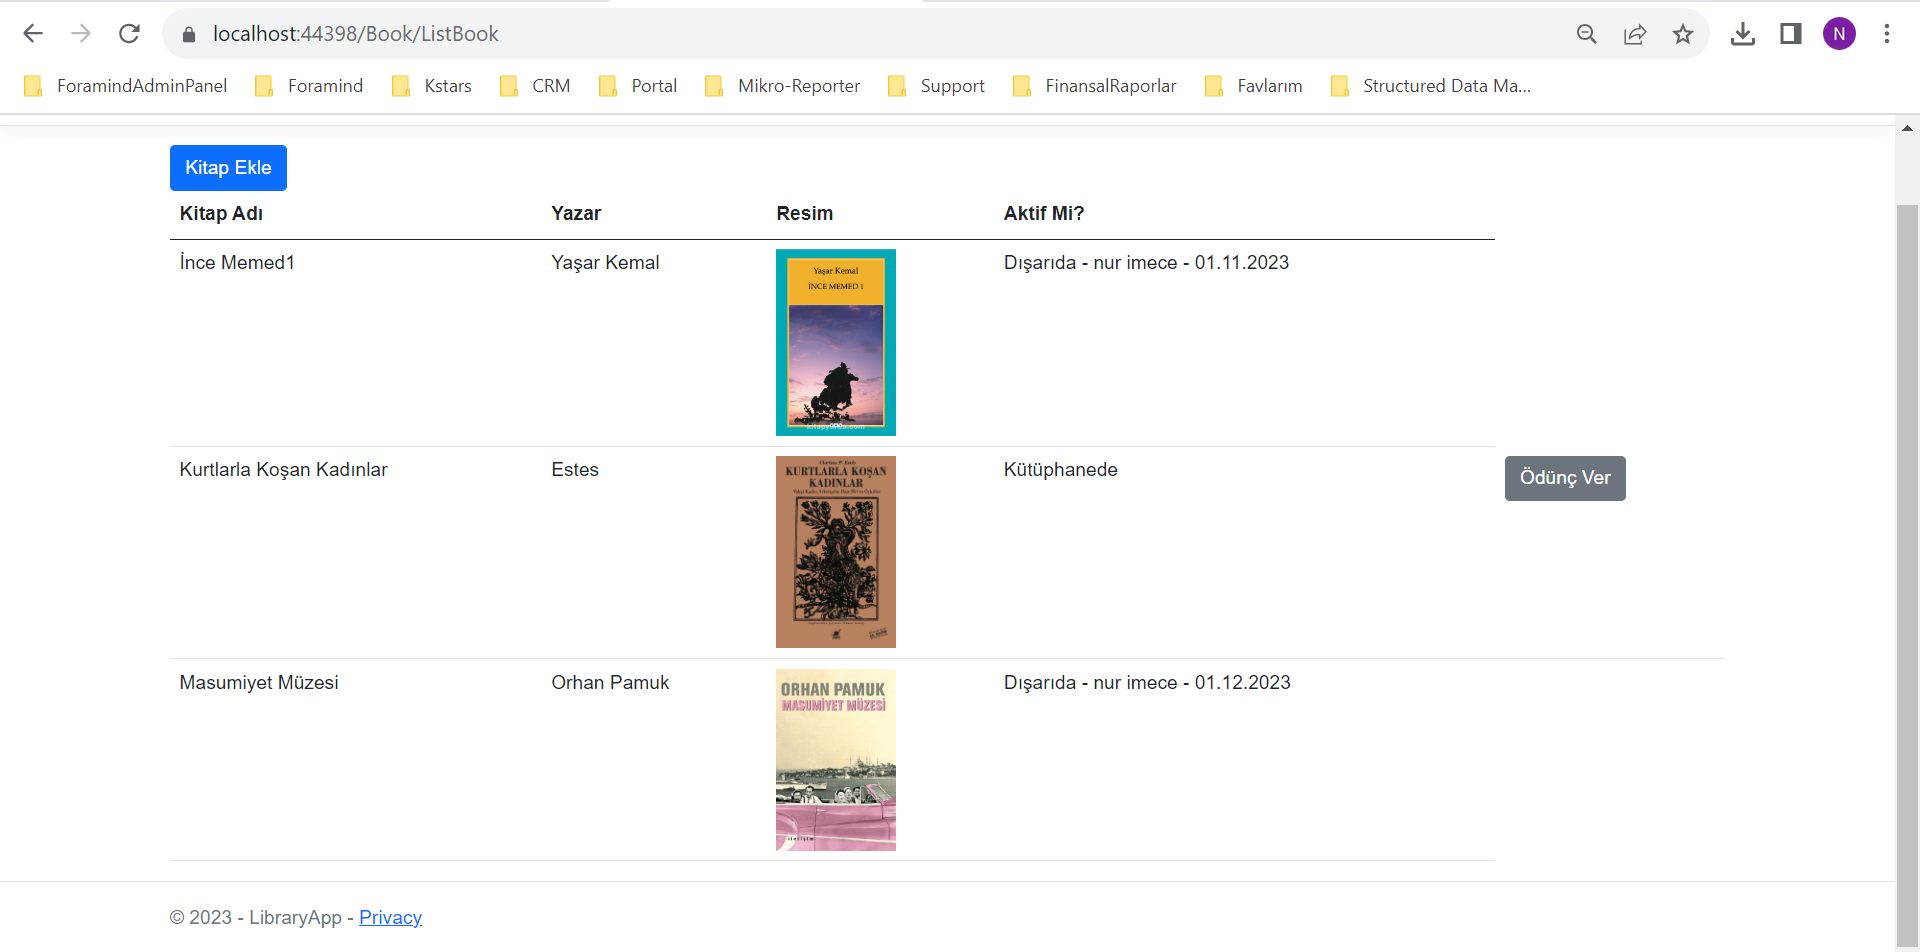 localhost:44398/Book/ListBook
N
ForamindAdminPanel Foramind Kstars CRM Portal Mikro-Reporter Support FinansalRaporlar Favlarım Structured Data Ma...
Kitap Ekle
Kitap Adı Yazar Resim Aktif Mi?
İnce Memed1 Yaşar Kemal Dışarıda - nur imece - 01.11.2023
Yaşar Kemal
İNCE MEMED 1
Kurtlarla Koşan Kadınlar Estes Kütüphanede Ödünç Ver
KURTLARLA KOŞAN
KADINLAR
Masumiyet Müzesi Orhan Pamuk Dışarıda - nur imece - 01.12.2023
ORHAN PAMUK
MASUMİYET MÜZESİ
© 2023 - LibraryApp - Privacy